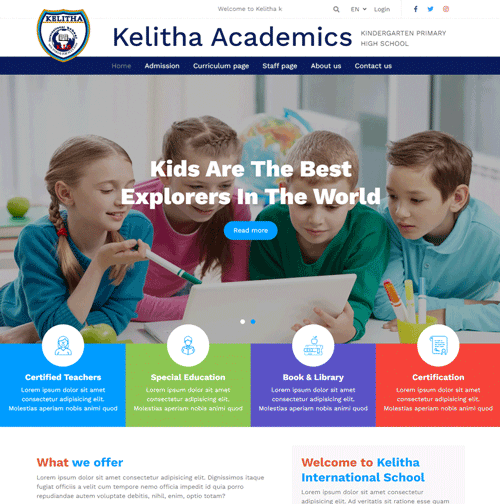 Welcome to Kelitha k
EN
Login
KELITHA
Kelitha Academics
KINDERGARTEN PRIMARY
HIGH SCHOOL
Home Admission Curriculum page Staff page About us Contact us
Kids Are The Best
Explorers In The World
Read more
Certified Teachers
Lorem ipsum dolor sit amet
consectetur adipisicing elit.
Molestias aperiam nobis animi quod
Special Education
Lorem ipsum dolor sit amet
consectetur adipisicing elit.
Molestias aperiam nobis animi quod
Book & Library
Lorem ipsum dolor sit amet
consectetur adipisicing elit.
Molestias aperiam nobis animi quod
Certification
Lorem ipsum dolor sit amet
consectetur adipisicing elit.
Molestias aperiam nobis animi quod
What we offer
Lorem ipsum dolor sit amet consectetur adipisicing elit. Dignissimos itaque
fugiat officiis a velit cum tempore nemo officia impedit id quia porro
repudiandae autem voluptate debitis, nihil, enim, optio totam?
Welcome to Kelitha
International School
Lorem ipsum dolor sit amet consectetur adipisicing
elit. Ad veritatis sit ratione esse quam